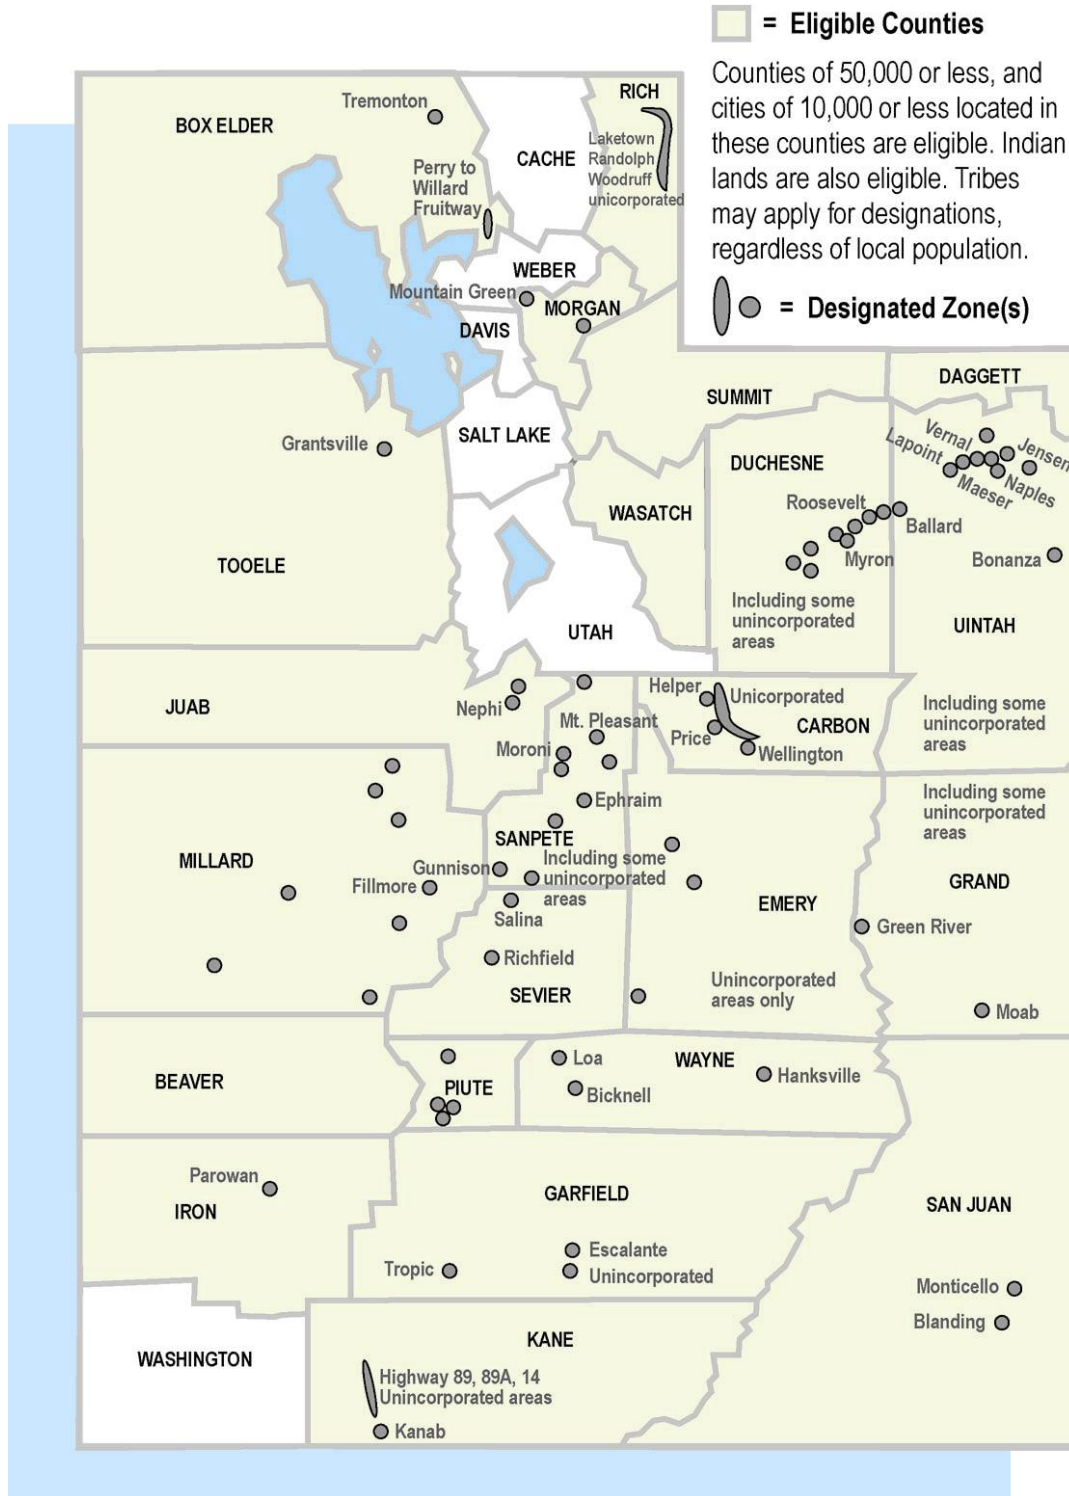 = Eligible Counties
Counties of 50,000 or less, and
cities of 10,000 or less located in
these counties are eligible. Indian
lands are also eligible. Tribes
may apply for designations,
regardless of local population.
= Designated Zone(s)
BOX ELDER
Tremonton
Perry to
Willard
Fruitway
CACHE
RICH
Laketown
Randolph
Woodruff
unicorporated
WEBER
Mountain Green
MORGAN
DAVIS
SUMMIT
DAGGETT
SALT LAKE
Grantsville
TOOELE
WASATCH
DUCHESNE
Roosevelt
Ballard
Myron
Including some
unincorporated
areas
Vernal
Lapoint
Maeser
Naples
Jensen
Bonanza
UINTAH
Including some
unincorporated
areas
UTAH
JUAB
Nephi
Mt. Pleasant
Moroni
Ephraim
SANPETE
Including some
unincorporated
areas
Gunnison
Helper
Unicorporated
Price
CARBON
Wellington
MILLARD
Fillmore
Salina
Richfield
SEVIER
EMERY
Unincorporated
areas only
Including some
unincorporated
areas
GRAND
Green River
Moab
BEAVER
PIUTE
Loa
Bicknell
WAYNE
Hanksville
Parowan
IRON
GARFIELD
Escalante
Tropic
Unincorporated
SAN JUAN
Monticello
Blanding
WASHINGTON
KANE
Highway 89, 89A, 14
Unincorporated areas
Kanab